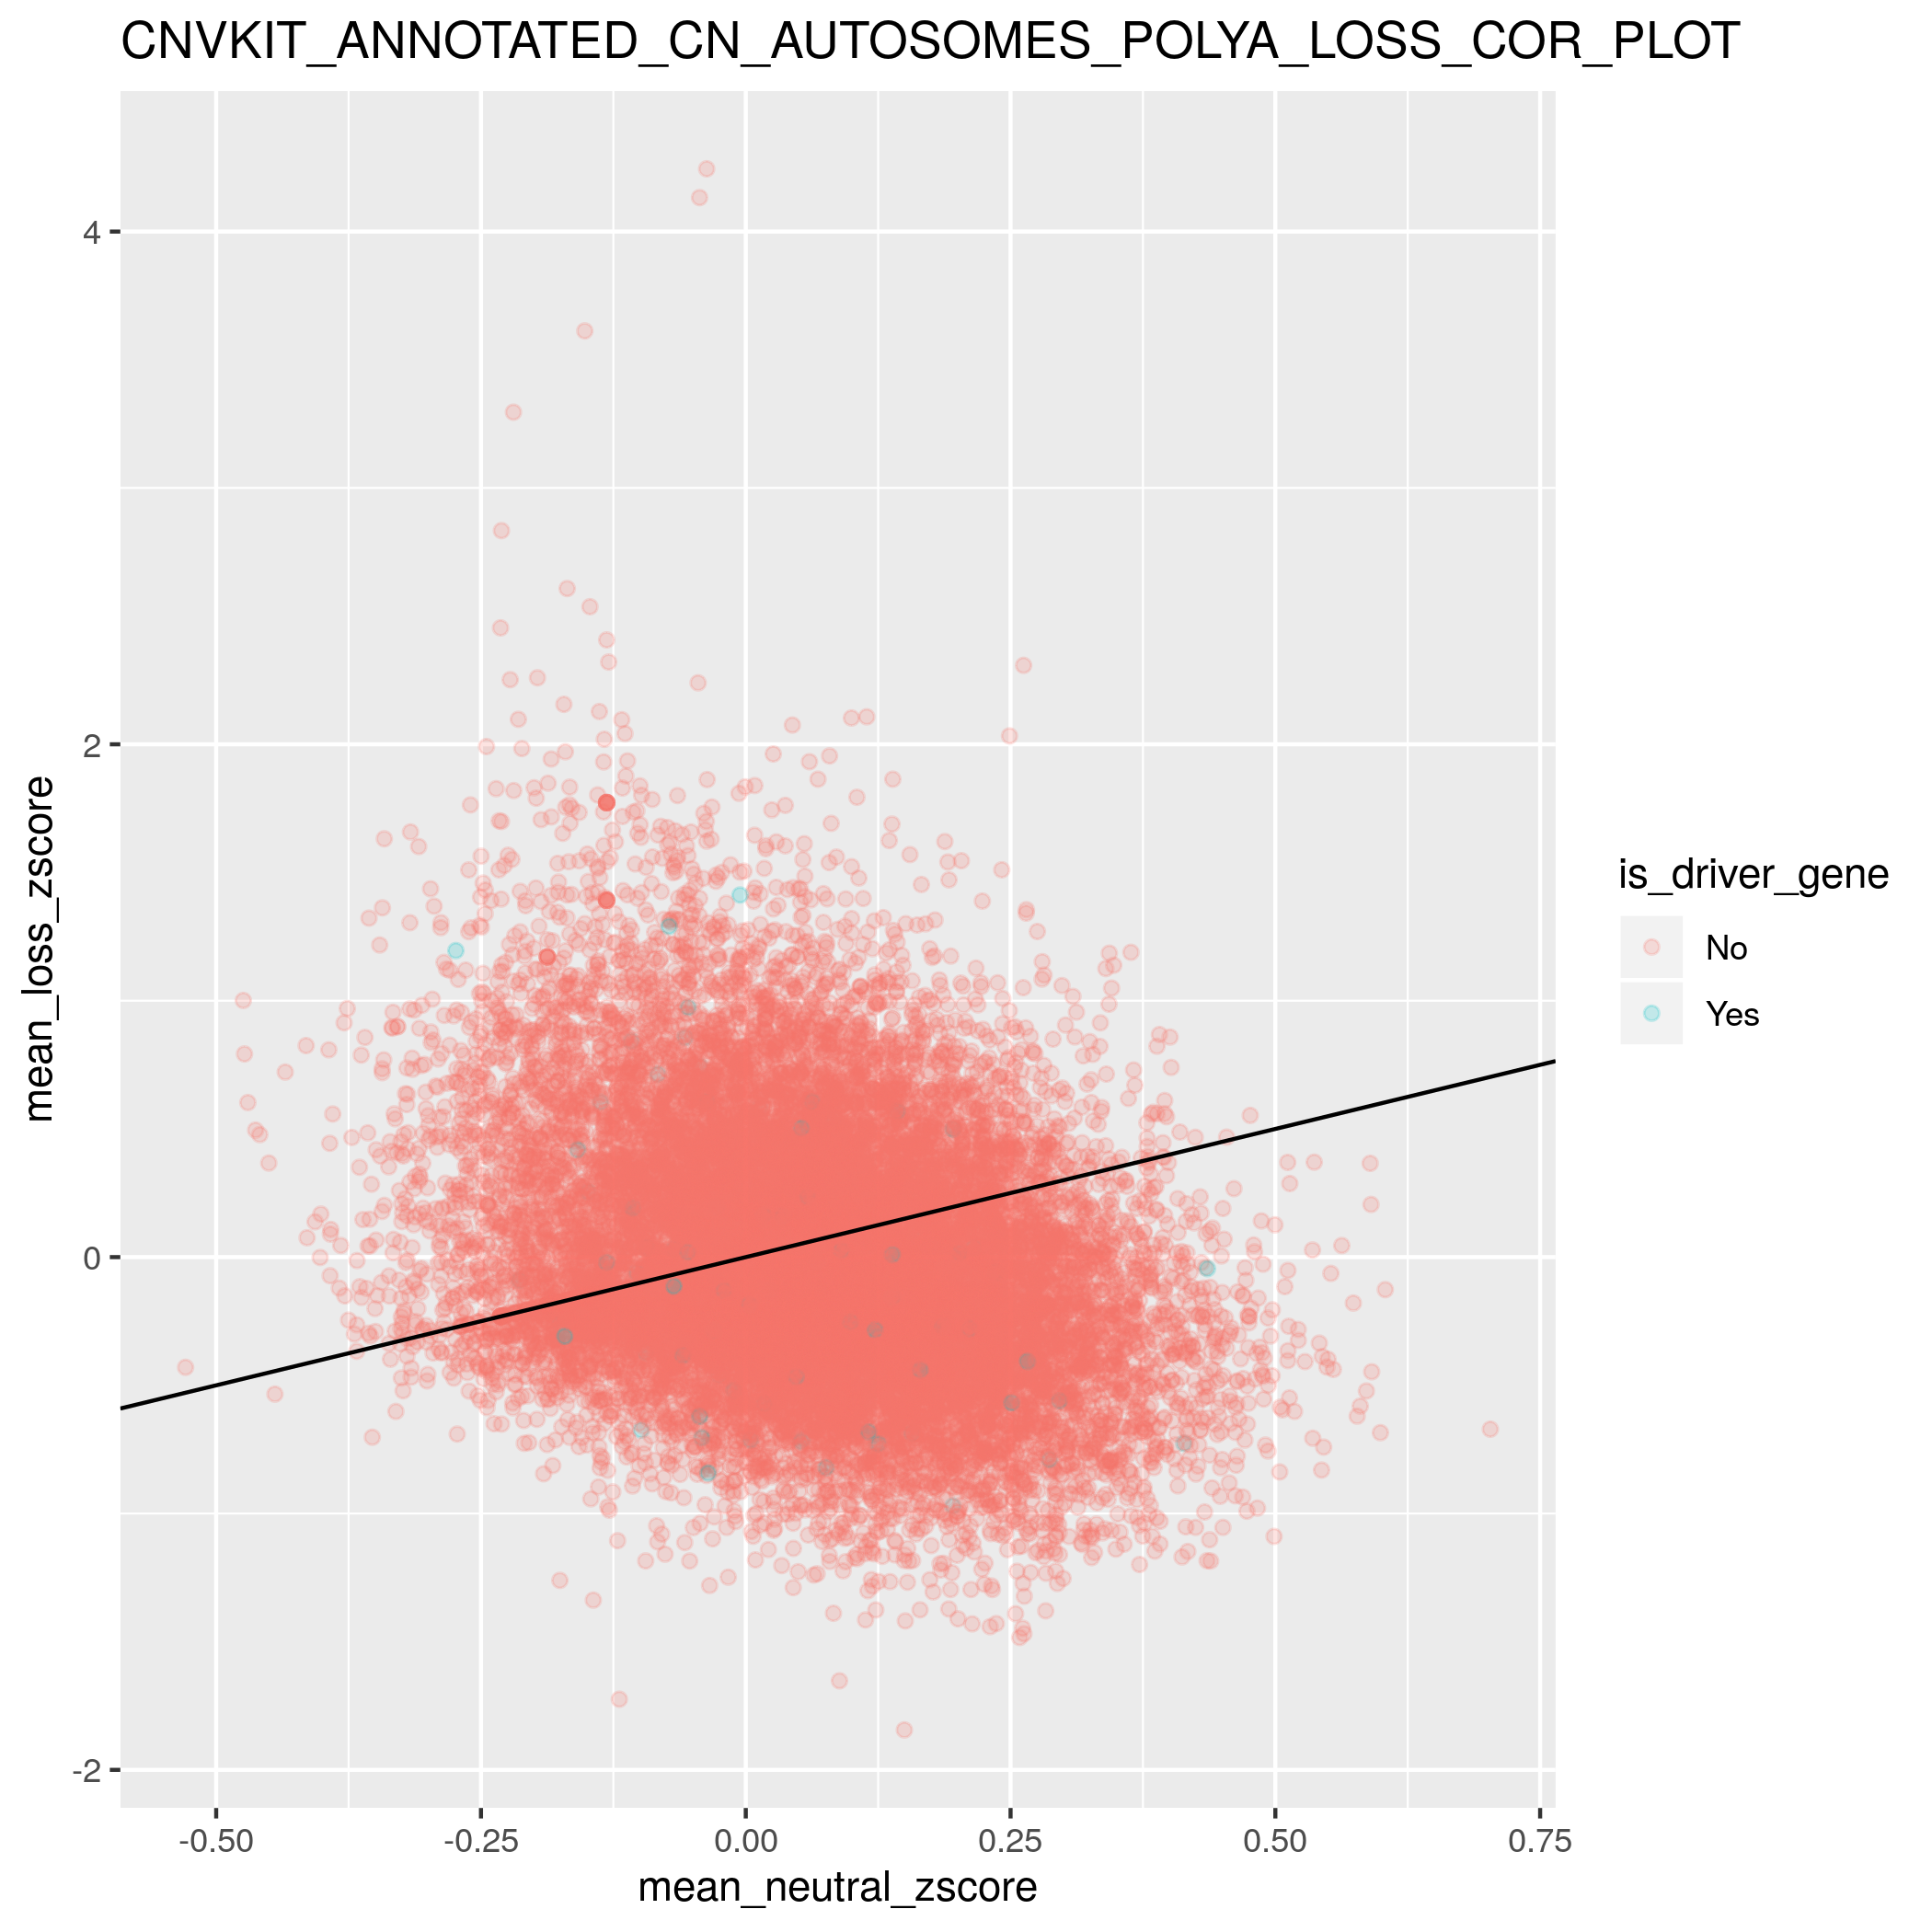 CNVKIT_ANNOTATED_CN_AUTOSOMES_POLYA_LOSS_COR_PLOT
4
2
0
-2
mean_loss_zscore
-0.50
-0.25
0.00
0.25
0.50
0.75
mean_neutral_zscore
is_driver_gene
No
Yes